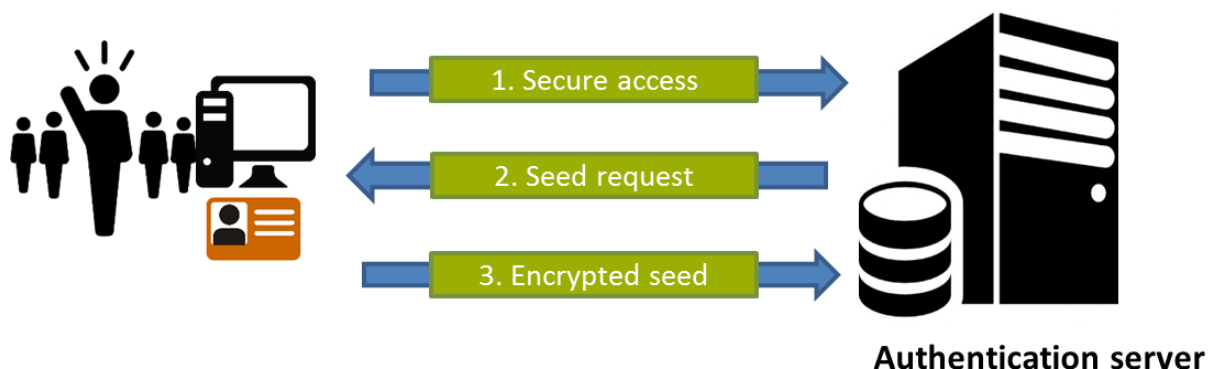 1. Secure access
2. Seed request
3. Encrypted seed
Authentication server